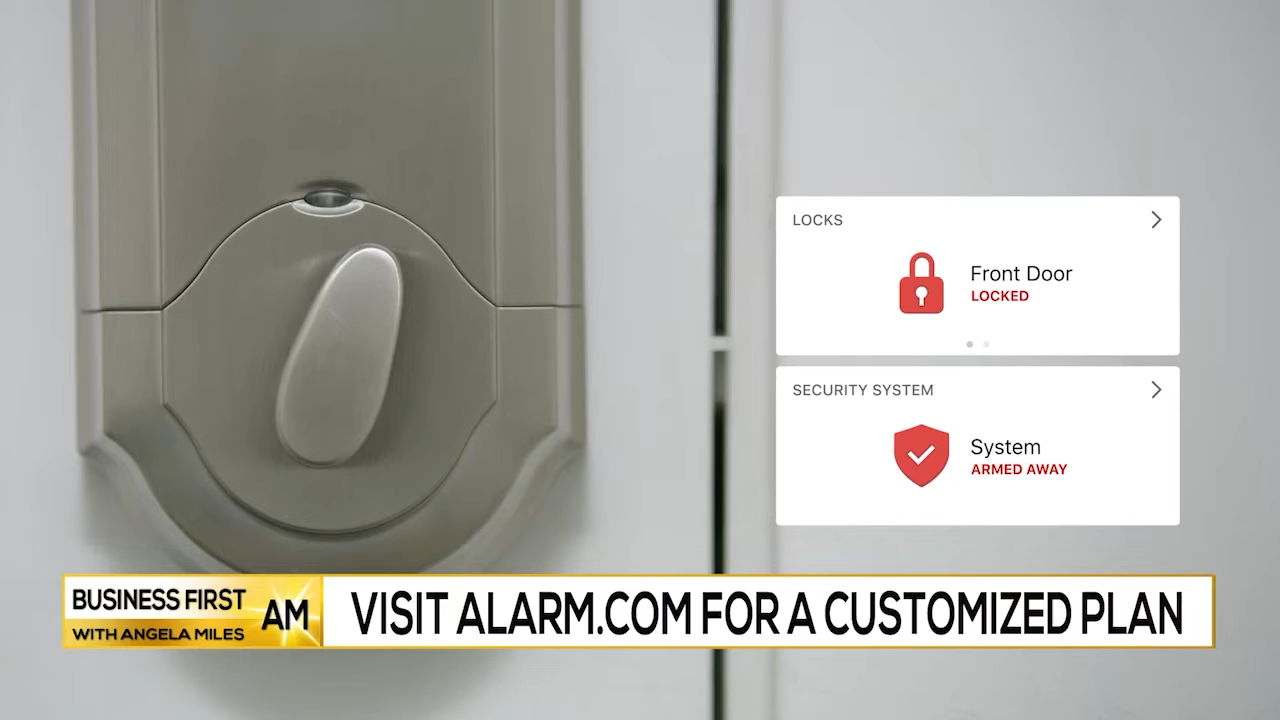 LOCKS
Front Door
LOCKED
SECURITY SYSTEM
System
ARMED AWAY
BUSINESS FIRST
WITH ANGELA MILES
AM
VISIT ALARM.COM FOR A CUSTOMIZED PLAN